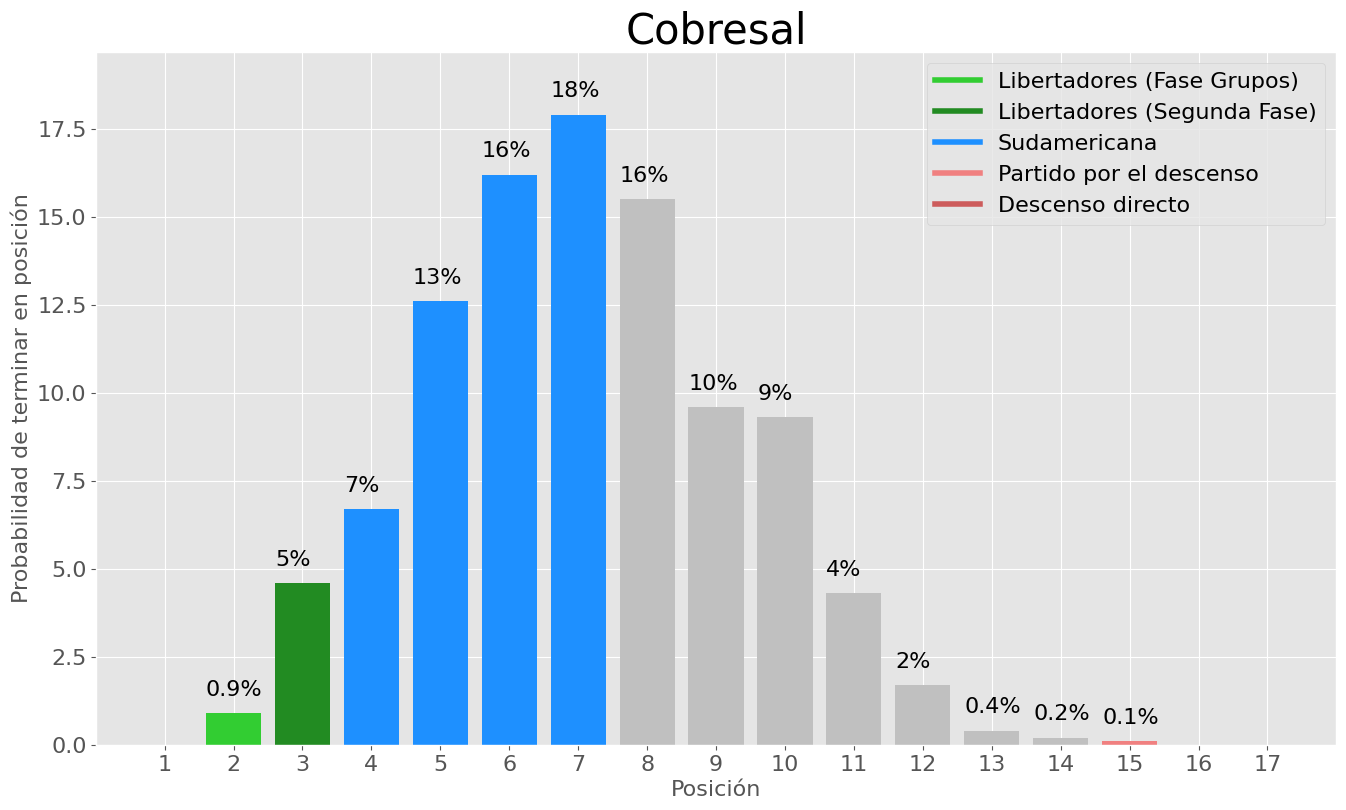 Cobresal
Libertadores (Fase Grupos)
Libertadores (Segunda Fase)
Sudamericana
Partido por el descenso
Descenso directo
Probabilidad de terminar en posición
17.5
15.0
12.5
10.0
7.5
5.0
2.5
0.0
0.9%
5%
7%
13%
16%
18%
16%
10%
9%
4%
2%
0.4%
0.2%
0.1%
1 2 3 4 5 6 7 8 9 10 11 12 13 14 15 16 17
Posición